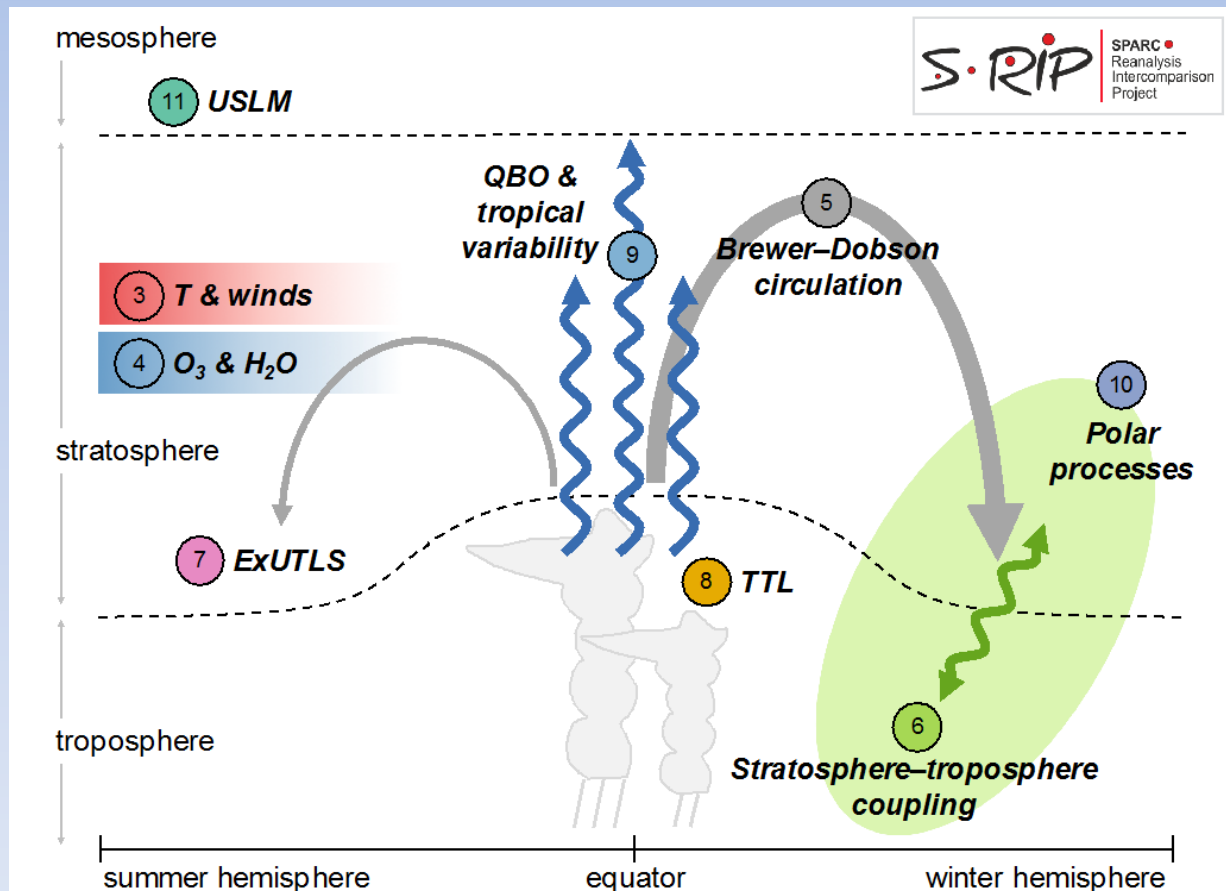 mesosphere
S-RIP
SPARC
Reanalysis
Intercomparison
Project
11 USLM
QBO &
tropical
variability
9
5
Brewer–Dobson
circulation
3 T & winds
4 O₃ & H₂O
10
Polar
processes
stratosphere
7 ExUTLS
8 TTL
6
Stratosphere–troposphere
coupling
troposphere
summer hemisphere
equator
winter hemisphere